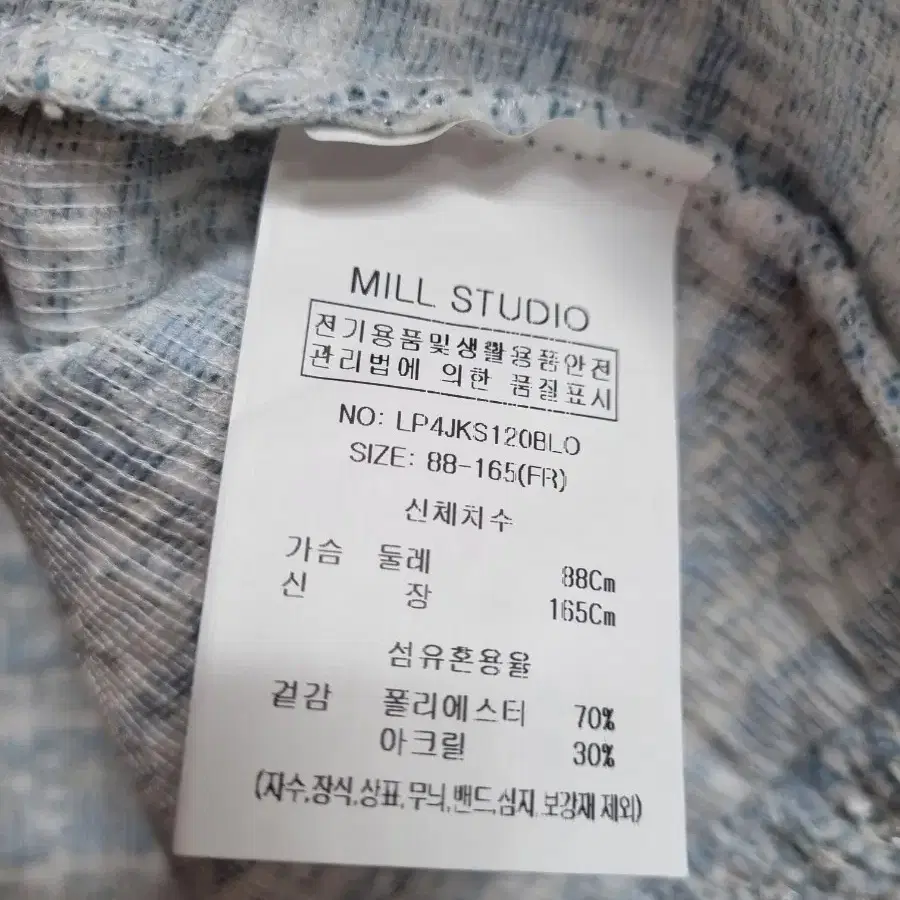 MILL STUDIO
전기용품및생활용품안전
관리법에 의한 품질표시
NO: LP4JKS120BLO
SIZE: 88-165(FR)
신체치수
가슴 둘레 88Cm
신 장 165Cm
섬유혼용율
겉감 폴리에스터 70%
아크릴 30%
(자수,장식,상표,무늬,밴드,심지,보강재 제외)